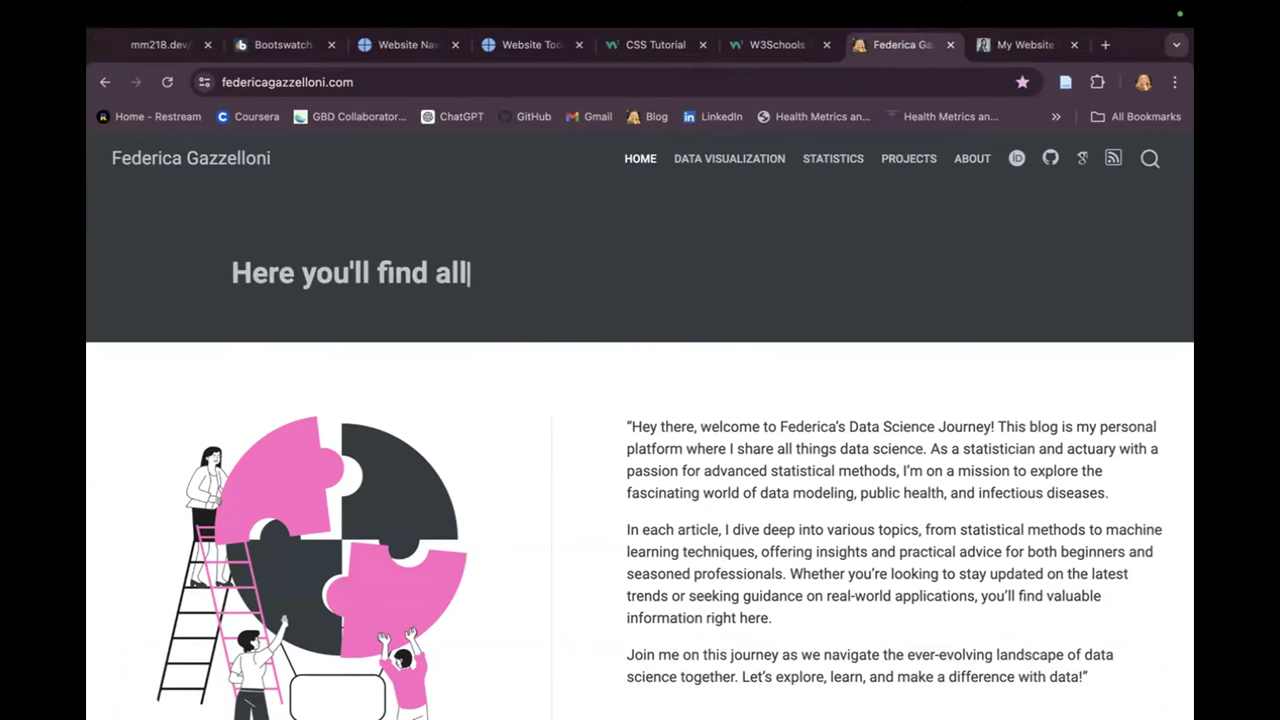 mm218.dev/
Bootswatch
Website Nav
Website Too
CSS Tutorial
W3Schools
Federica Ga
My Website
federicagazzelloni.com
Home - Restream
Coursera
GBD Collaborator...
ChatGPT
GitHub
Gmail
Blog
LinkedIn
Health Metrics an...
Health Metrics an...
All Bookmarks
Federica Gazzelloni
HOME
DATA VISUALIZATION
STATISTICS
PROJECTS
ABOUT
Here you'll find all|
“Hey there, welcome to Federica’s Data Science Journey! This blog is my personal
platform where I share all things data science. As a statistician and actuary with a
passion for advanced statistical methods, I’m on a mission to explore the
fascinating world of data modeling, public health, and infectious diseases.
In each article, I dive deep into various topics, from statistical methods to machine
learning techniques, offering insights and practical advice for both beginners and
seasoned professionals. Whether you’re looking to stay updated on the latest
trends or seeking guidance on real-world applications, you’ll find valuable
information right here.
Join me on this journey as we navigate the ever-evolving landscape of data
science together. Let’s explore, learn, and make a difference with data!”